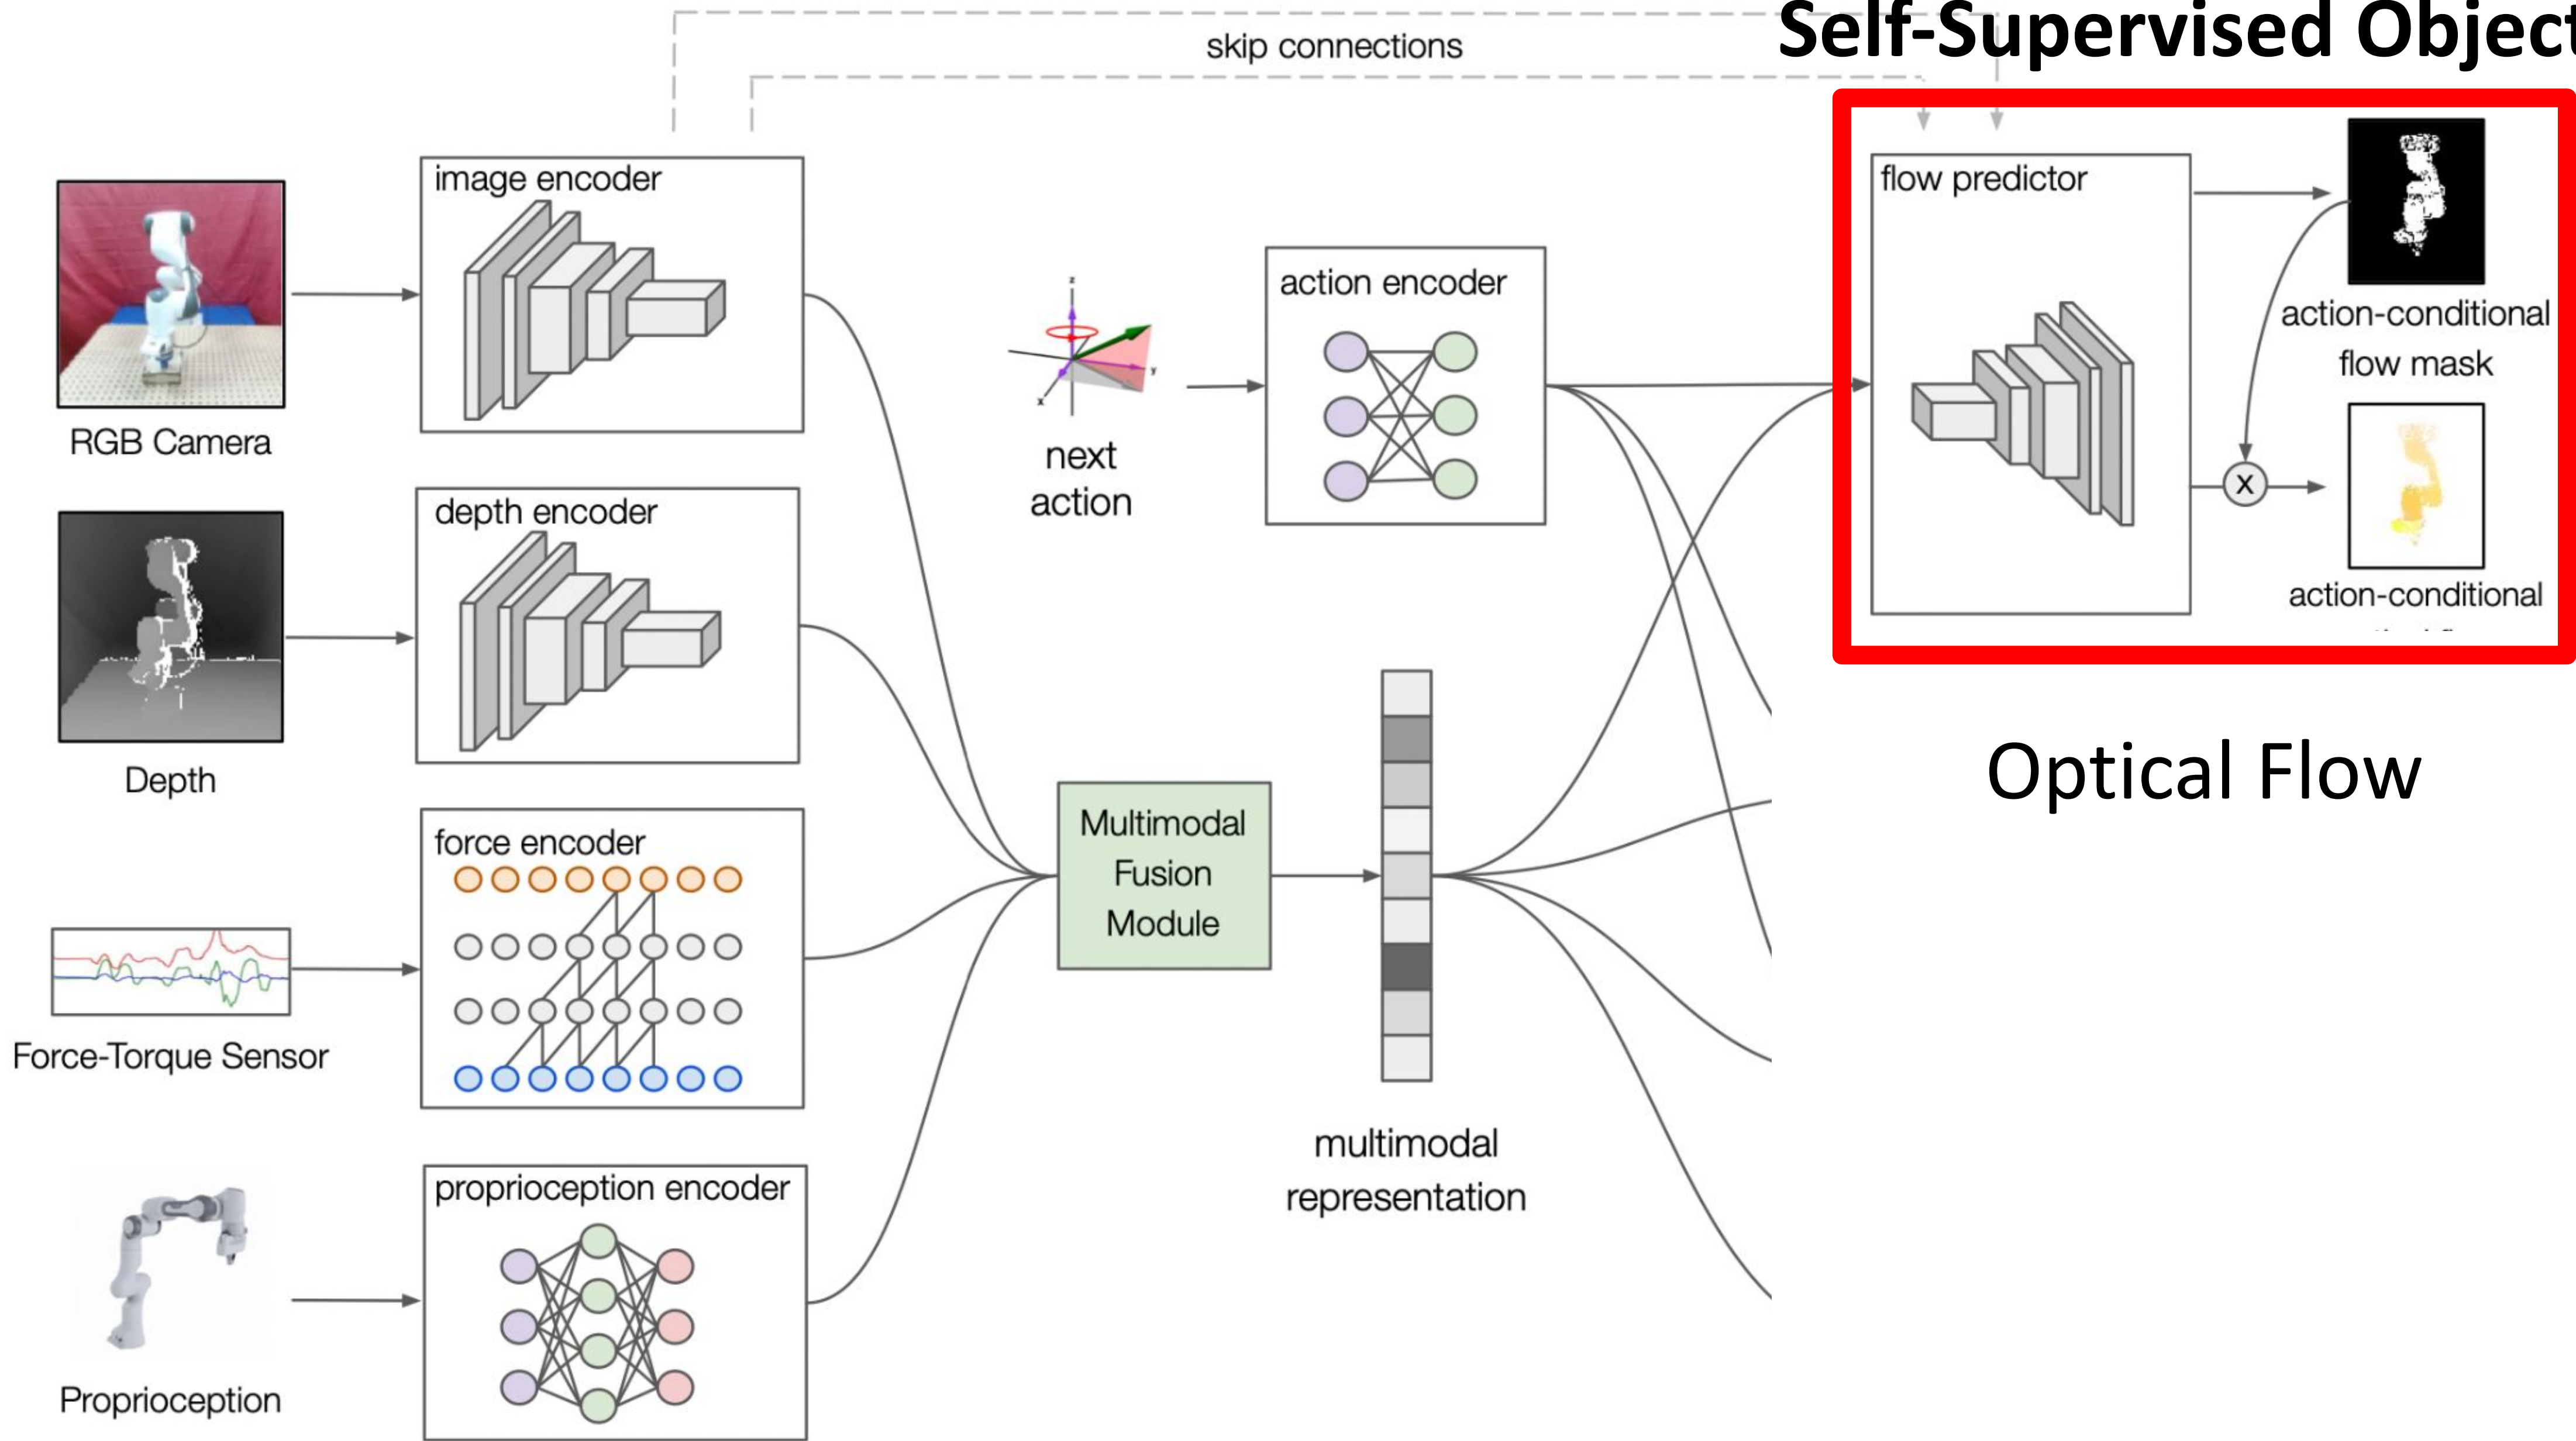 Self-Supervised Object
skip connections
image encoder
RGB Camera
depth encoder
Depth
force encoder
Force-Torque Sensor
proprioception encoder
Proprioception
z
y
x
next
action
action encoder
Multimodal
Fusion
Module
multimodal
representation
flow predictor
action-conditional
flow mask
x
action-conditional
Optical Flow